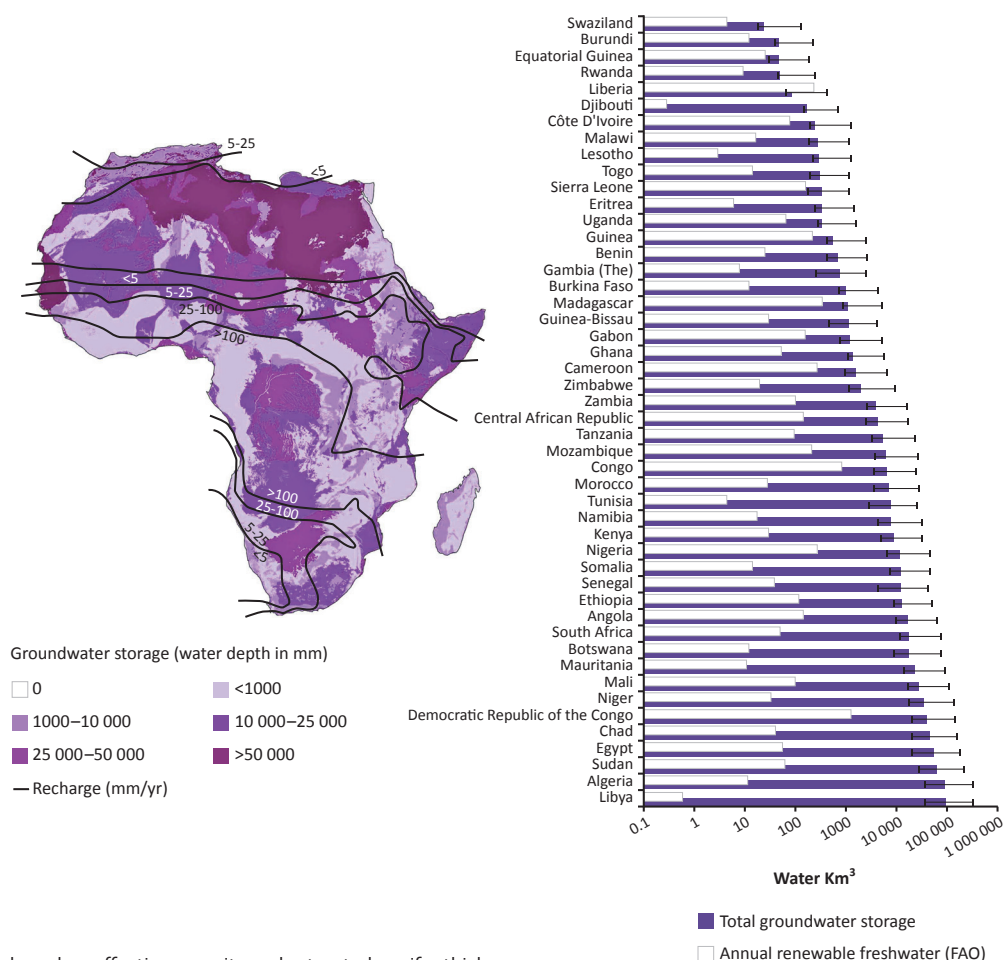 5-25
<5
<5
5-25
25-100
>100
>100
25-100
5-25
<5
Groundwater storage (water depth in mm)
0
<1000
1000–10 000
10 000–25 000
25 000–50 000
>50 000
Recharge (mm/yr)
Swaziland
Burundi
Equatorial Guinea
Rwanda
Liberia
Djibouti
Côte D'Ivoire
Malawi
Lesotho
Togo
Sierra Leone
Eritrea
Uganda
Guinea
Benin
Gambia (The)
Burkina Faso
Madagascar
Guinea-Bissau
Gabon
Ghana
Cameroon
Zimbabwe
Zambia
Central African Republic
Tanzania
Mozambique
Congo
Morocco
Tunisia
Namibia
Kenya
Nigeria
Somalia
Senegal
Ethiopia
Angola
South Africa
Botswana
Mauritania
Mali
Niger
Democratic Republic of the Congo
Chad
Egypt
Sudan
Algeria
Libya
0.1
1
10
100
1000
10 000
100 000
1 000 000
Water Km³
Total groundwater storage
Annual renewable freshwater (FAO)